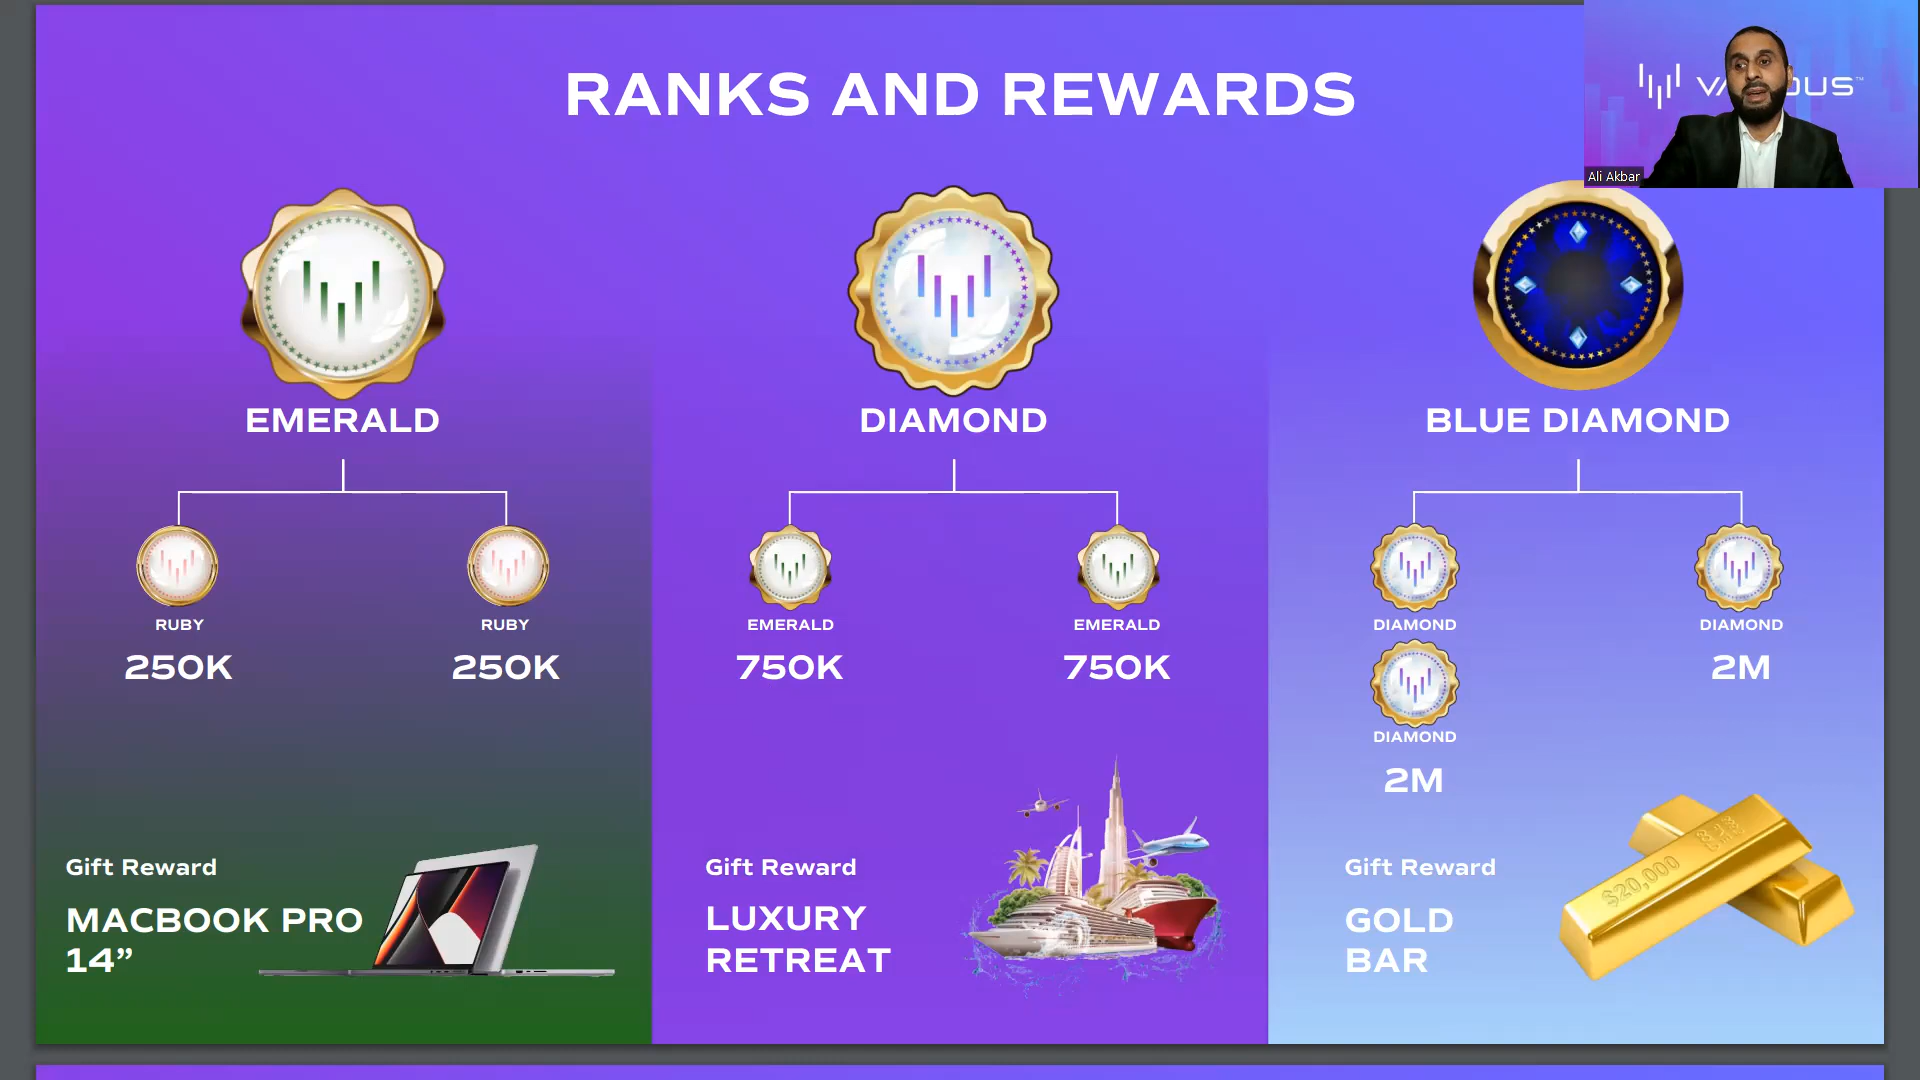 RANKS AND REWARDS
Ali Akbar
EMERALD
RUBY
250K
RUBY
250K
Gift Reward
MACBOOK PRO
14”
DIAMOND
EMERALD
750K
EMERALD
750K
Gift Reward
LUXURY
RETREAT
BLUE DIAMOND
DIAMOND
DIAMOND
2M
DIAMOND
2M
Gift Reward
GOLD
BAR
$20,000